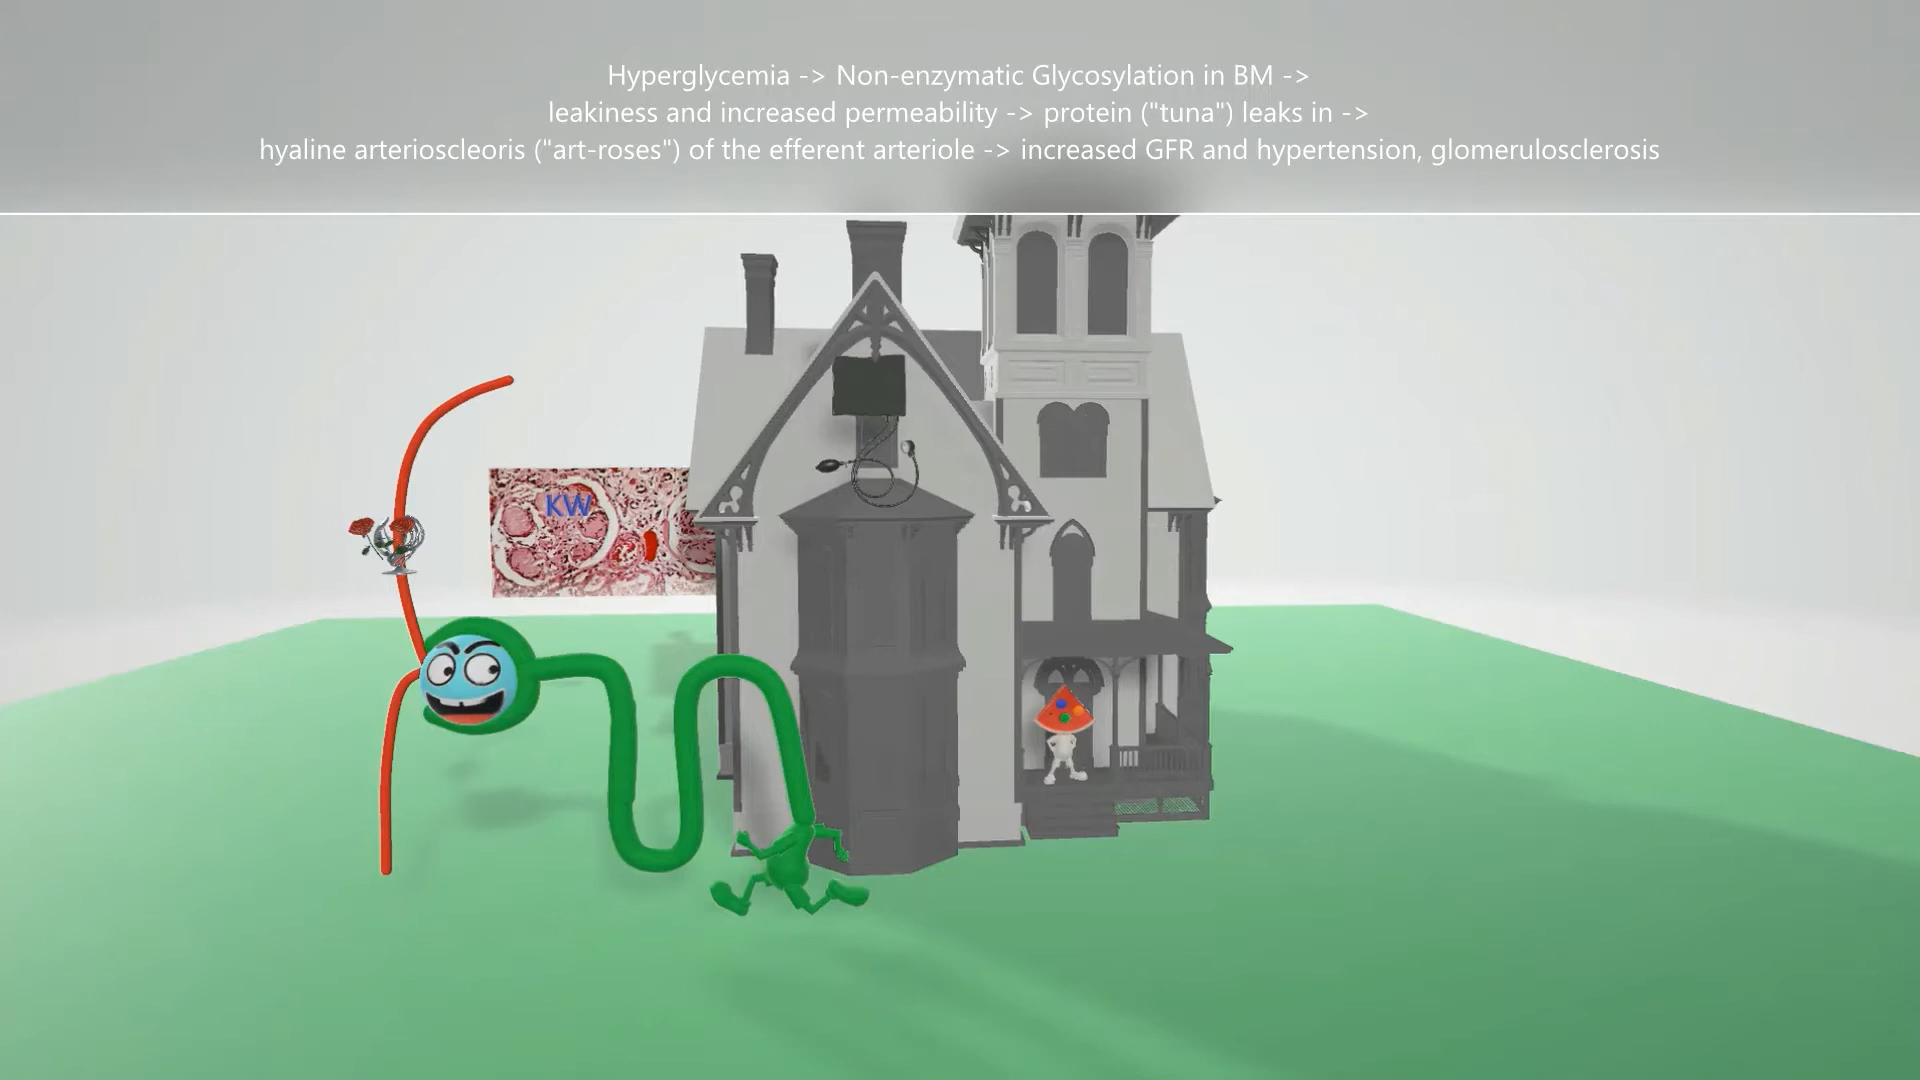 Hyperglycemia -> Non-enzymatic Glycosylation in BM ->
leakiness and increased permeability -> protein ("tuna") leaks in ->
hyaline arterioscleoris ("art-roses") of the efferent arteriole -> increased GFR and hypertension, glomerulosclerosis
KW